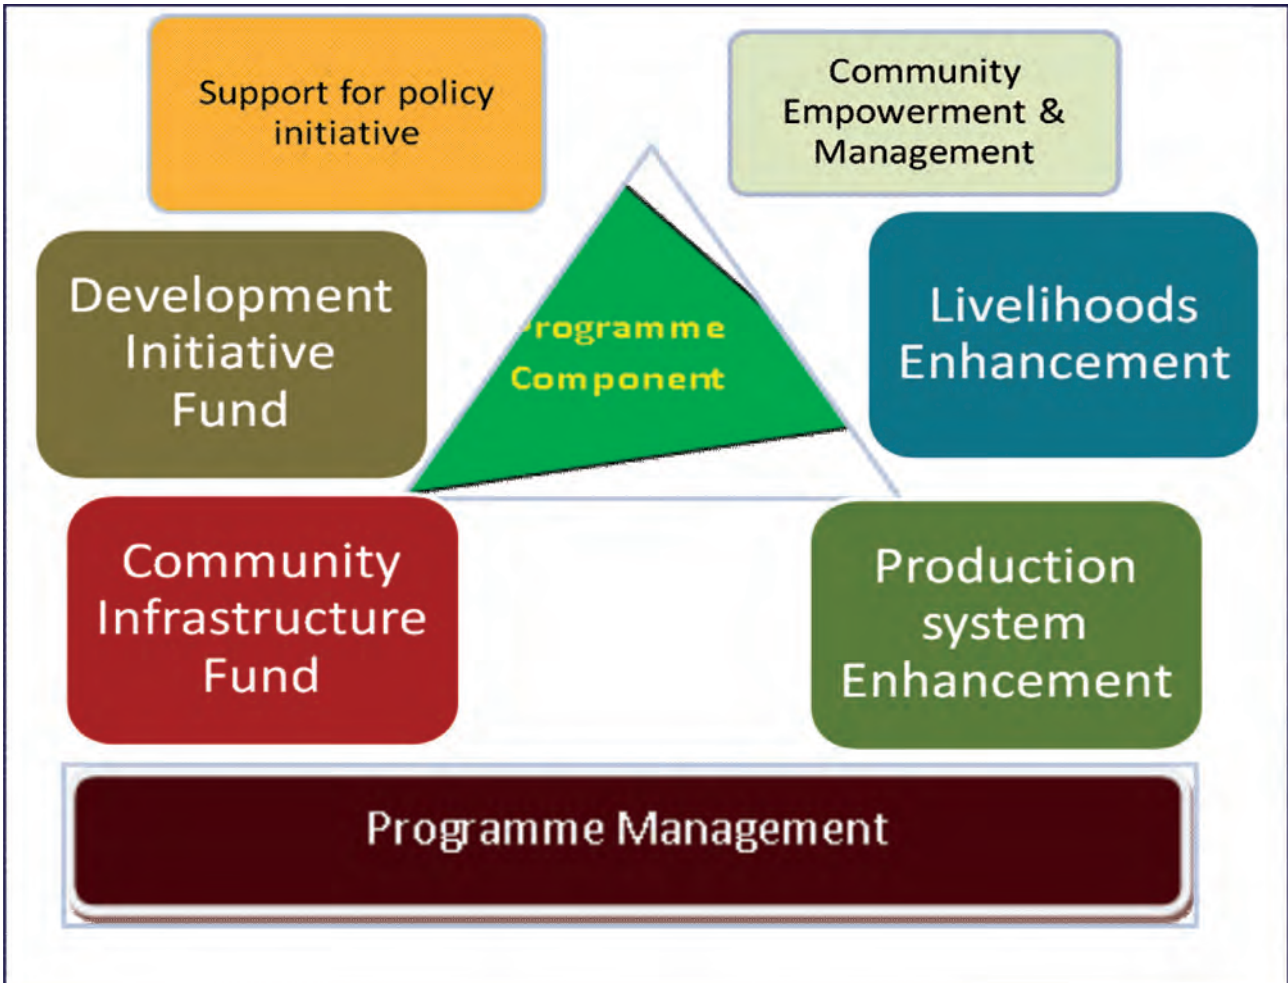 Support for policy
initiative
Community
Empowerment &
Management
Development
Initiative
Fund
Programme
Component
Livelihoods
Enhancement
Community
Infrastructure
Fund
Production
system
Enhancement
Programme Management